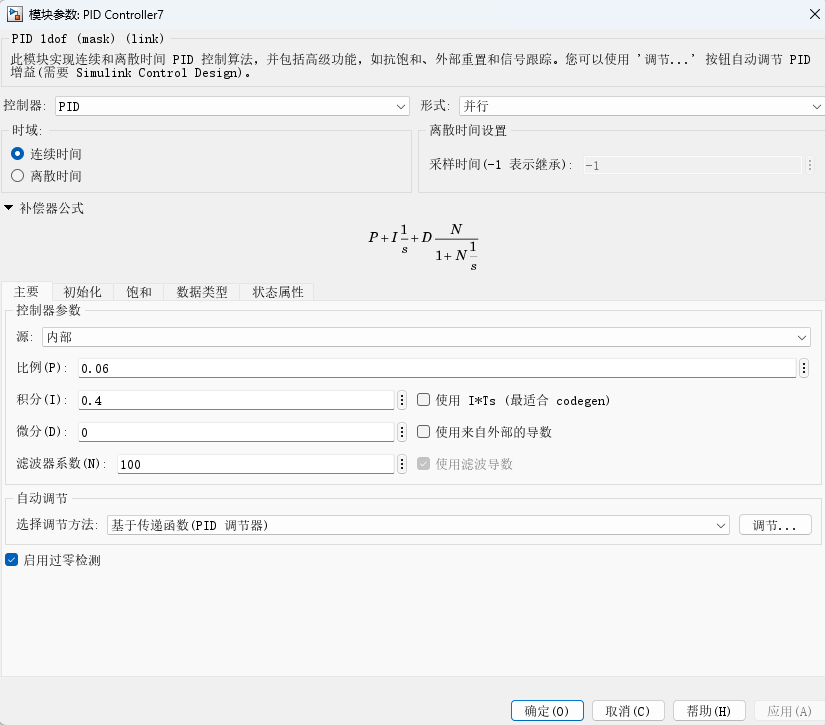 模块参数: PID Controller7
PID 1dof (mask) (link)
此模块实现连续和离散时间 PID 控制算法，并包括高级功能，如抗饱和、外部重置和信号跟踪。您可以使用 '调节...' 按钮自动调节 PID
增益(需要 Simulink Control Design)。
控制器: PID 形式: 并行
时域: 离散时间设置
连续时间 采样时间(-1 表示继承): -1
离散时间
补偿器公式
P + I 1/s + D N/(1 + N 1/s)
主要 初始化 饱和 数据类型 状态属性
控制器参数
源: 内部
比例(P): 0.06
积分(I): 0.4 使用 I*Ts (最适合 codegen)
微分(D): 0 使用来自外部的导数
滤波器系数(N): 100 使用滤波导数
自动调节
选择调节方法: 基于传递函数(PID 调节器) 调节...
启用过零检测
确定(O) 取消(C) 帮助(H) 应用(A)